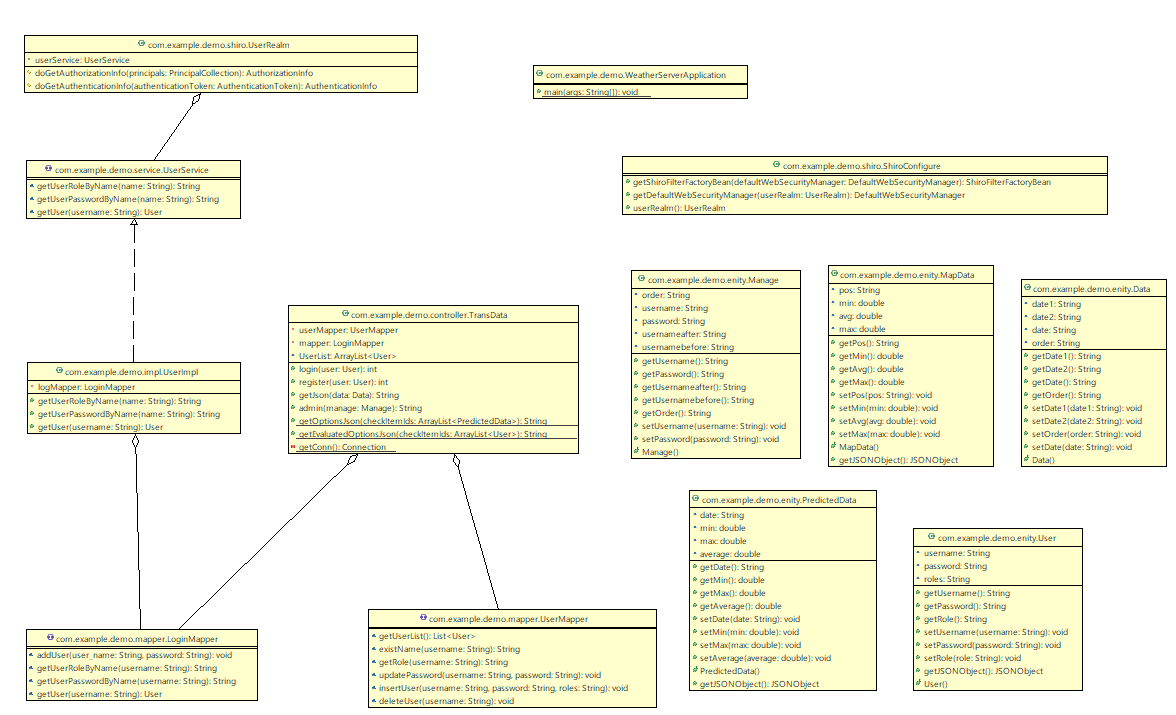 com.example.demo.shiro.UserRealm
userService: UserService
doGetAuthorizationInfo(principals: PrincipalCollection): AuthorizationInfo
doGetAuthenticationInfo(authenticationToken: AuthenticationToken): AuthenticationInfo
com.example.demo.WeatherServerApplication
main(args: String[]): void
com.example.demo.service.UserService
getUserRoleByName(name: String): String
getUserPasswordByName(name: String): String
getUser(username: String): User
com.example.demo.shiro.ShiroConfigure
getShiroFilterFactoryBean(defaultWebSecurityManager: DefaultWebSecurityManager): ShiroFilterFactoryBean
getDefaultWebSecurityManager(userRealm: UserRealm): DefaultWebSecurityManager
userRealm(): UserRealm
com.example.demo.impl.UserImpl
logMapper: LoginMapper
getUserRoleByName(name: String): String
getUserPasswordByName(name: String): String
getUser(username: String): User
com.example.demo.controller.TransData
userMapper: UserMapper
mapper: LoginMapper
UserList: ArrayList<User>
login(user: User): int
register(user: User): int
getJson(data: Data): String
admin(manage: Manage): String
getOptionsJson(checkItemIds: ArrayList<PredictedData>): String
getEvaluatedOptionsJson(checkItemIds: ArrayList<User>): String
getConn(): Connection
com.example.demo.enity.Manage
order: String
username: String
password: String
usernameafter: String
usernamebefore: String
getUsername(): String
getPassword(): String
getUsernameafter(): String
getUsernamebefore(): String
getOrder(): String
setUsername(username: String): void
setPassword(password: String): void
Manage()
com.example.demo.enity.MapData
pos: String
min: double
avg: double
max: double
getPos(): String
getMin(): double
getAvg(): double
getMax(): double
setPos(pos: String): void
setMin(min: double): void
setAvg(avg: double): void
setMax(max: double): void
MapData()
getJSONObject(): JSONObject
com.example.demo.enity.Data
date1: String
date2: String
date: String
order: String
getDate1(): String
getDate2(): String
getDate(): String
getOrder(): String
setDate1(date1: String): void
setDate2(date2: String): void
setOrder(order: String): void
setDate(date: String): void
Data()
com.example.demo.mapper.LoginMapper
addUser(user_name: String, password: String): void
getUserRoleByName(username: String): String
getUserPasswordByName(username: String): String
getUser(username: String): User
com.example.demo.mapper.UserMapper
getUserList(): List<User>
existName(username: String): String
getRole(username: String): String
updatePassword(username: String, password: String): void
insertUser(username: String, password: String, roles: String): void
deleteUser(username: String): void
com.example.demo.enity.PredictedData
date: String
min: double
max: double
average: double
getDate(): String
getMin(): double
getMax(): double
getAverage(): double
setDate(date: String): void
setMin(min: double): void
setMax(max: double): void
setAverage(average: double): void
PredictedData()
getJSONObject(): JSONObject
com.example.demo.enity.User
username: String
password: String
roles: String
getUsername(): String
getPassword(): String
getRole(): String
setUsername(username: String): void
setPassword(password: String): void
setRole(role: String): void
getJSONObject(): JSONObject
User()